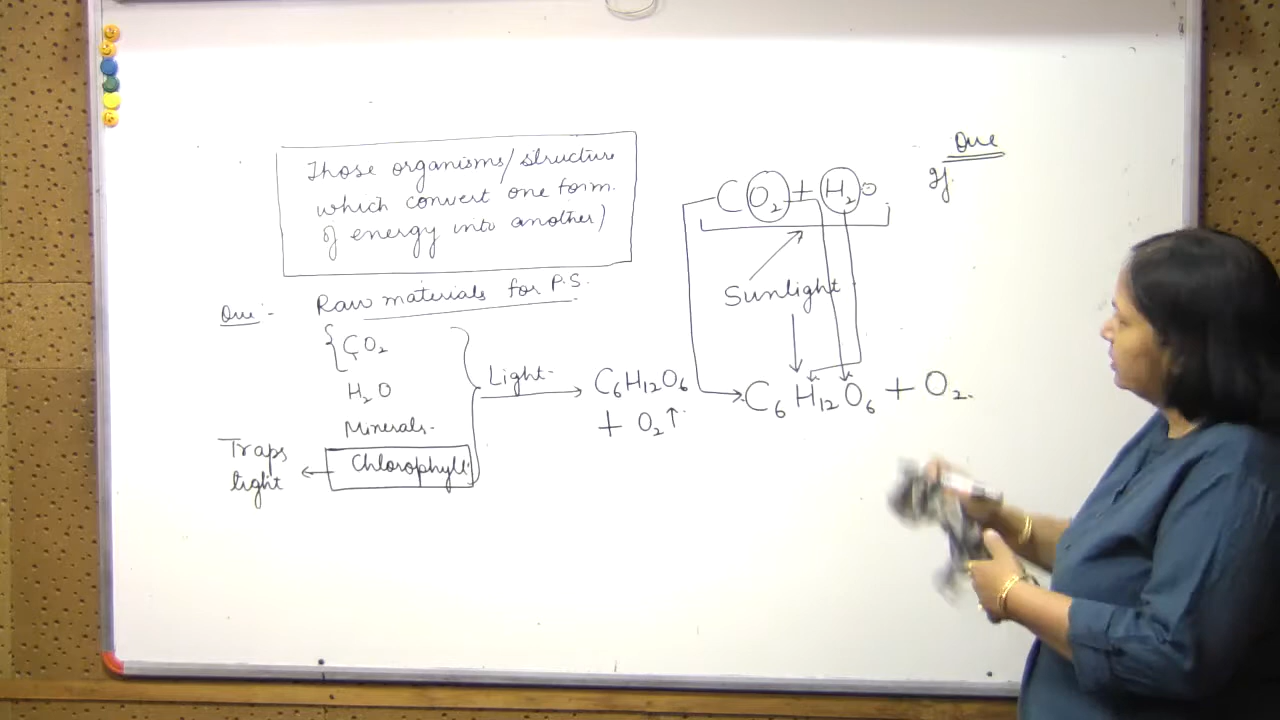 Those organisms/structure
which convert one form
of energy into another)
Que:- Raw materials for P.S.
CO₂
H₂O
Minerals.
Chlorophyll
Traps
light
Light
C₆H₁₂O₆
+ O₂↑
CO₂ + H₂O
Sunlight
C₆H₁₂O₆ + O₂.
Que
If